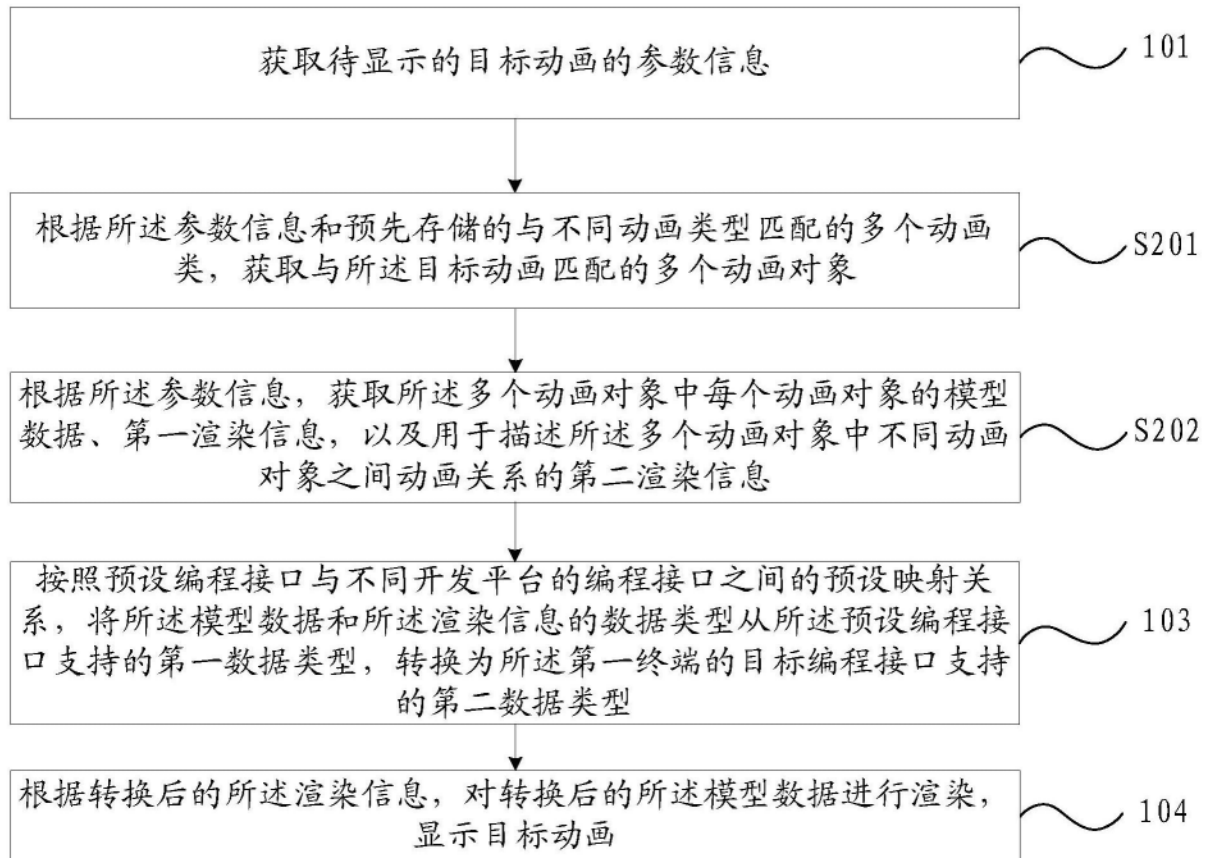 获取待显示的目标动画的参数信息
101
根据所述参数信息和预先存储的与不同动画类型匹配的多个动画
类，获取与所述目标动画匹配的多个动画对象
S201
根据所述参数信息，获取所述多个动画对象中每个动画对象的模型
数据、第一渲染信息，以及用于描述所述多个动画对象中不同动画
对象之间动画关系的第二渲染信息
S202
按照预设编程接口与不同开发平台的编程接口之间的预设映射关
系，将所述模型数据和所述渲染信息的数据类型从所述预设编程接
口支持的第一数据类型，转换为所述第一终端的目标编程接口支持
的第二数据类型
103
根据转换后的所述渲染信息，对转换后的所述模型数据进行渲染，
显示目标动画
104